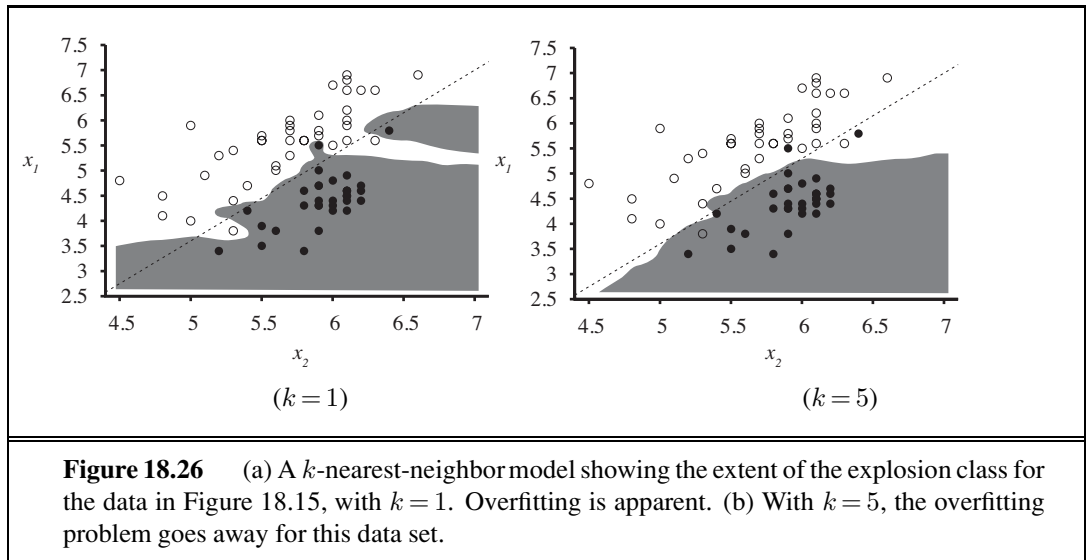 7.5
7
6.5
6
5.5
5
4.5
4
3.5
3
2.5
x1
4.5 5 5.5 6 6.5 7
x2
(k = 1)
7.5
7
6.5
6
5.5
5
4.5
4
3.5
3
2.5
x1
4.5 5 5.5 6 6.5 7
x2
(k = 5)
Figure 18.26 (a) A k-nearest-neighbor model showing the extent of the explosion class for
the data in Figure 18.15, with k = 1. Overfitting is apparent. (b) With k = 5, the overfitting
problem goes away for this data set.